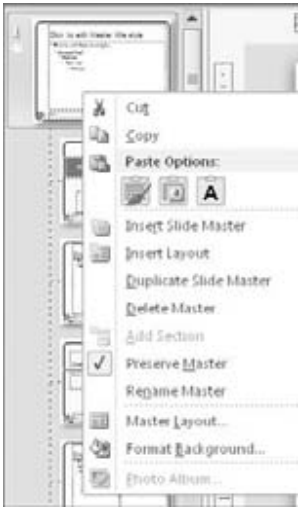 Click to edit Master title style
Cut
Copy
Paste Options:
A
Insert Slide Master
Insert Layout
Duplicate Slide Master
Delete Master
Add Section
Preserve Master
Rename Master
Master Layout...
Format Background...
Photo Album...